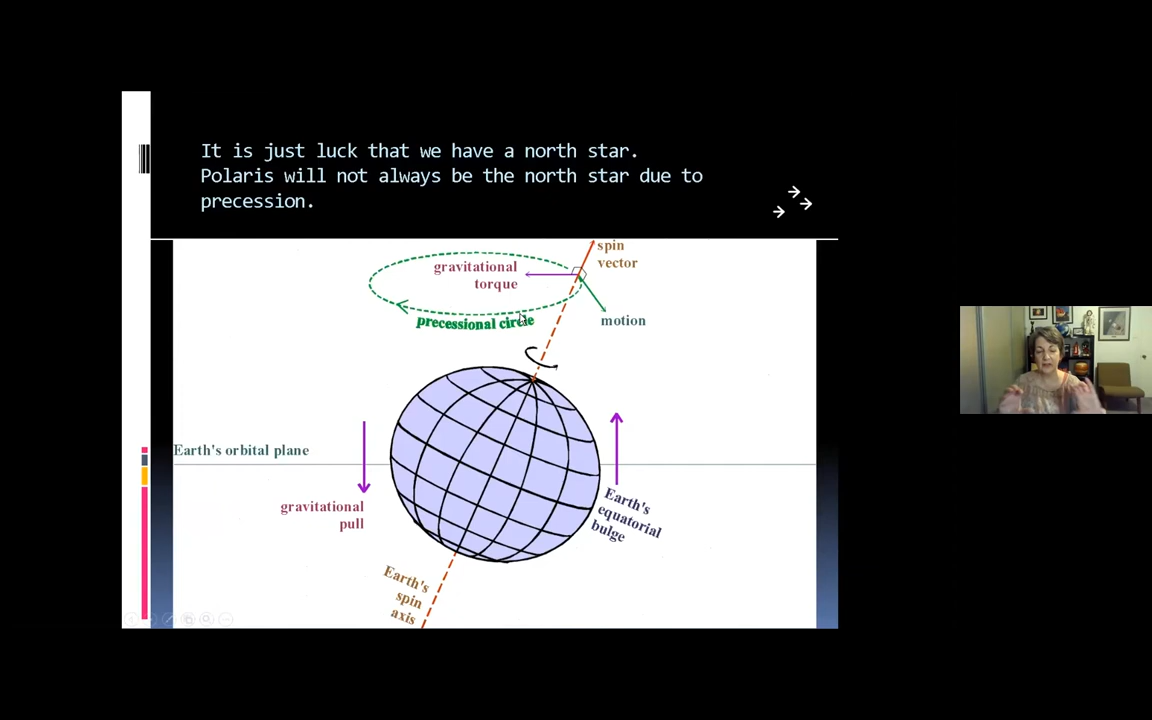 It is just luck that we have a north star.
Polaris will not always be the north star due to
precession.
spin
vector
gravitational
torque
motion
precessional circle
Earth's orbital plane
gravitational
pull
Earth's
equatorial
bulge
Earth's
spin
axis